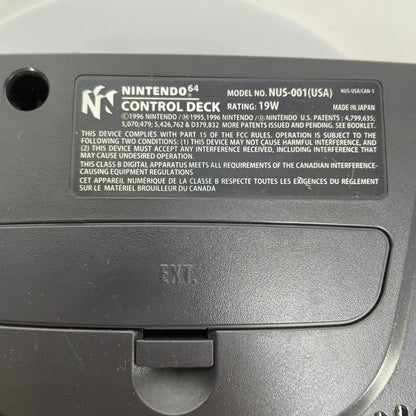 NINTENDO 64 MODEL NO. NUS-001(USA) NUS-USA/CAN-1
CONTROL DECK RATING: 19W MADE IN JAPAN
©1996 NINTENDO / Ⓜ1995,1996 NINTENDO / Ⓓ NINTENDO U.S. PATENTS : 4,799,635;
5,070,479; 5,426,762 & D379,832 MORE PATENTS ISSUED AND PENDING. SEE BOOKLET.
THIS DEVICE COMPLIES WITH PART 15 OF THE FCC RULES. OPERATION IS SUBJECT TO THE
FOLLOWING TWO CONDITIONS: (1) THIS DEVICE MAY NOT CAUSE HARMFUL INTERFERENCE, AND
(2) THIS DEVICE MUST ACCEPT ANY INTERFERENCE RECEIVED, INCLUDING INTERFERENCE THAT
MAY CAUSE UNDESIRED OPERATION.
THIS CLASS B DIGITAL APPARATUS MEETS ALL REQUIREMENTS OF THE CANADIAN INTERFERENCE-
CAUSING EQUIPMENT REGULATIONS
CET APPAREIL NUMERIQUE DE LA CLASSE B RESPECTE TOUTES LES EXIGENCES DU REGLEMENT
SUR LE MATÉRIEL BROUILLEUR DU CANADA
EXT.